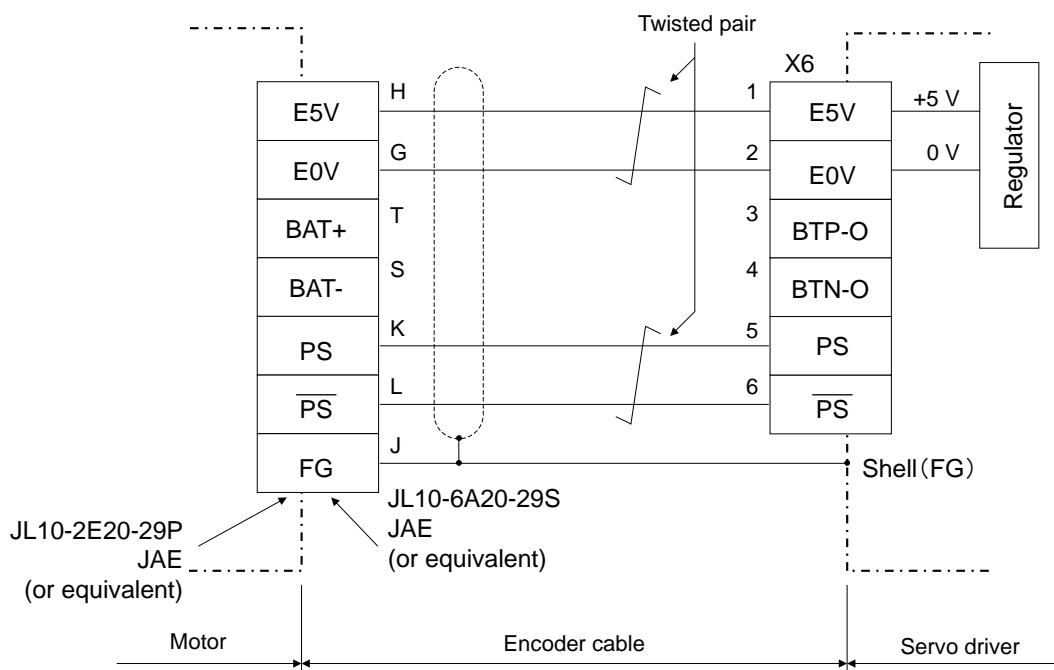 Twisted pair
X6
H
1
E5V
E5V
+5 V
G
2
E0V
E0V
0 V
Regulator
T
3
BAT+
BTP-O
S
4
BAT-
BTN-O
K
5
PS
PS
L
6
PS
PS
J
FG
Shell(FG)
JL10-6A20-29S
JAE
(or equivalent)
JL10-2E20-29P
JAE
(or equivalent)
Motor
Encoder cable
Servo driver